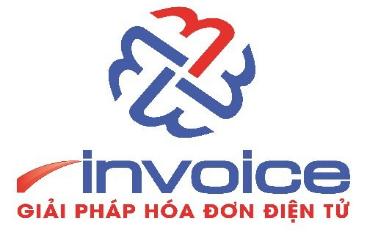 invoice
GIẢI PHÁP HÓA ĐƠN ĐIỆN TỬ